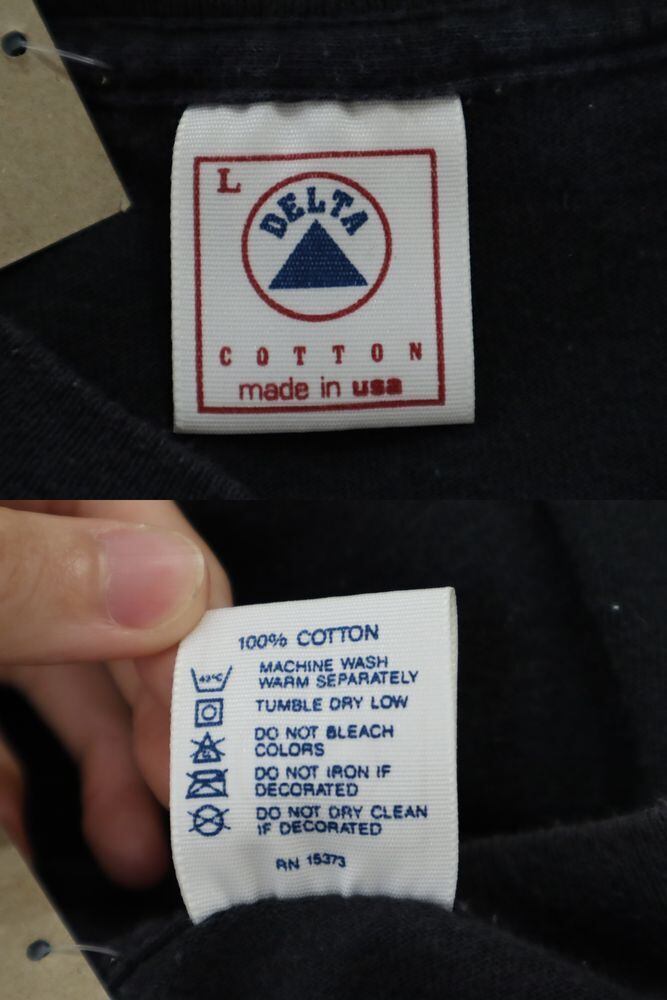 L
DELTA
COTTON
made in usa
100% COTTON
42°C
MACHINE WASH
WARM SEPARATELY
TUMBLE DRY LOW
DO NOT BLEACH
COLORS
DO NOT IRON IF
DECORATED
DO NOT DRY CLEAN
IF DECORATED
RN 15373